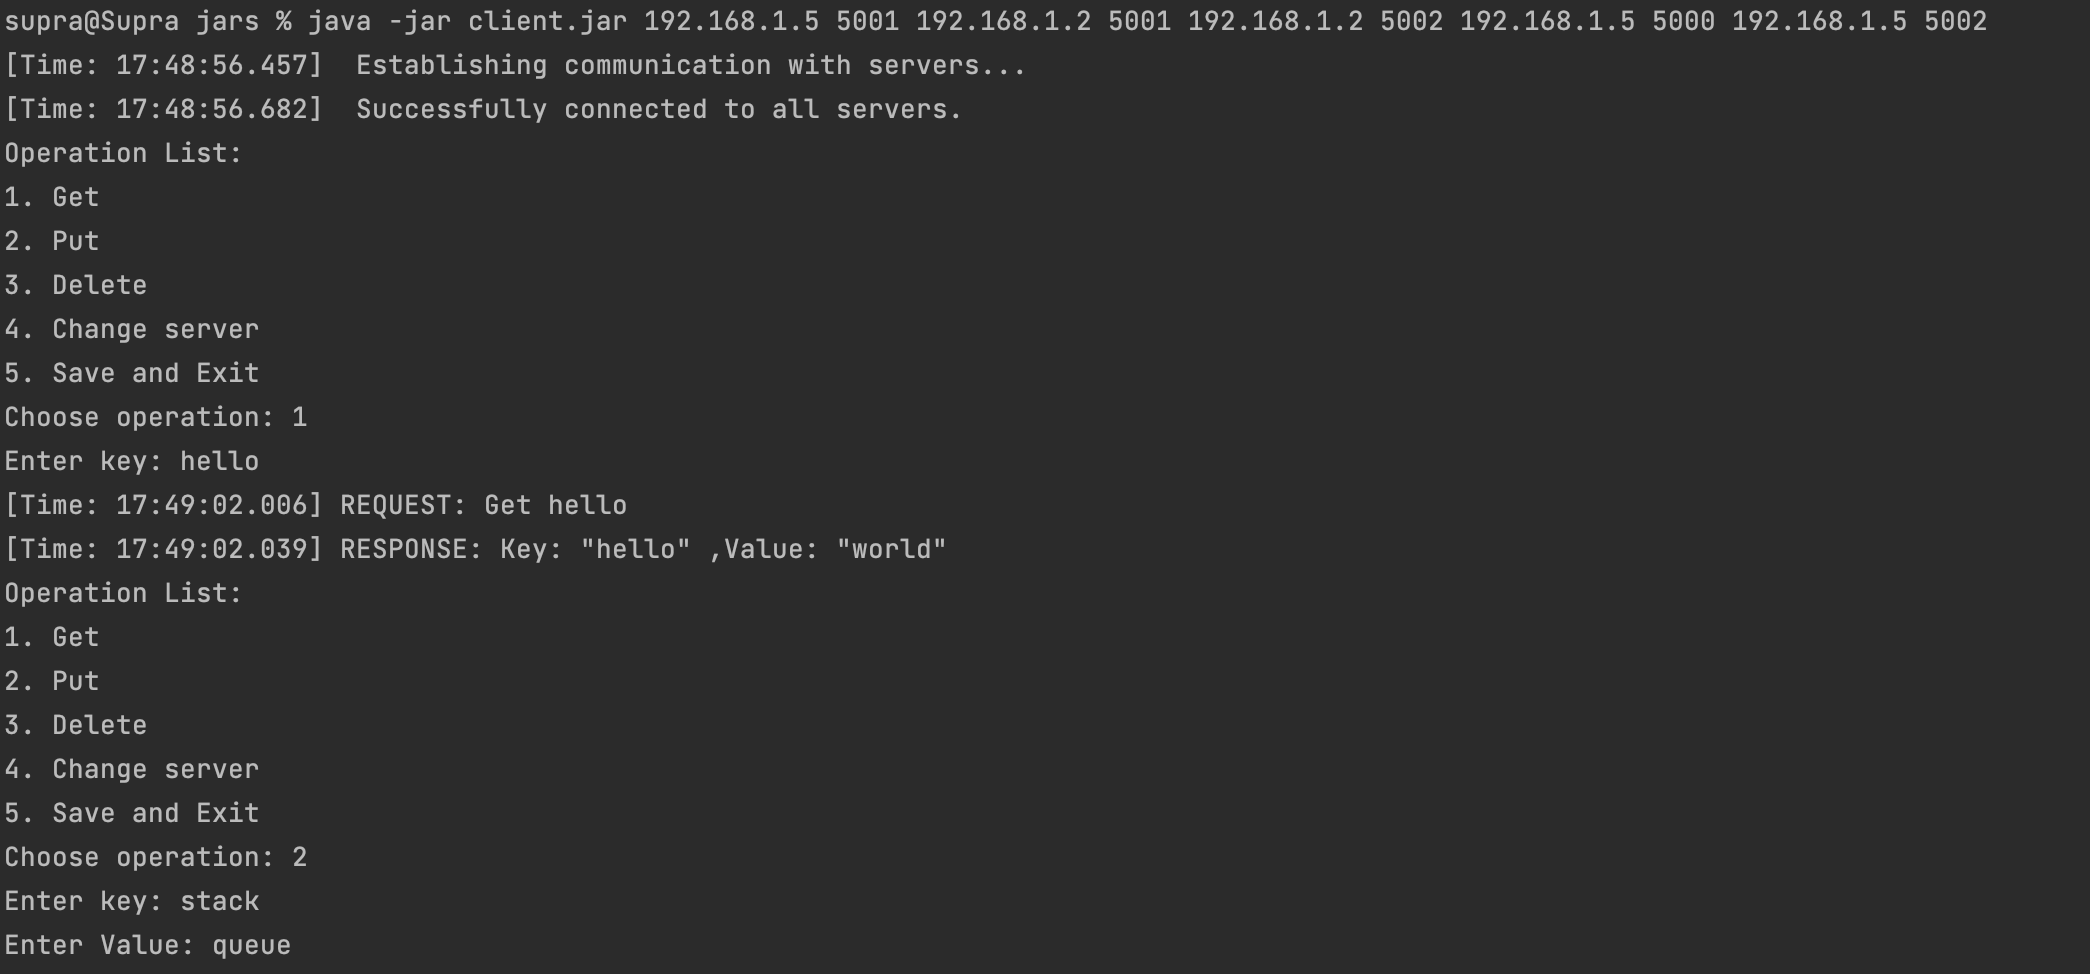 supra@Supra jars % java -jar client.jar 192.168.1.5 5001 192.168.1.2 5001 192.168.1.2 5002 192.168.1.5 5000 192.168.1.5 5002
[Time: 17:48:56.457]  Establishing communication with servers...
[Time: 17:48:56.682]  Successfully connected to all servers.
Operation List:
1. Get
2. Put
3. Delete
4. Change server
5. Save and Exit
Choose operation: 1
Enter key: hello
[Time: 17:49:02.006] REQUEST: Get hello
[Time: 17:49:02.039] RESPONSE: Key: "hello" ,Value: "world"
Operation List:
1. Get
2. Put
3. Delete
4. Change server
5. Save and Exit
Choose operation: 2
Enter key: stack
Enter Value: queue